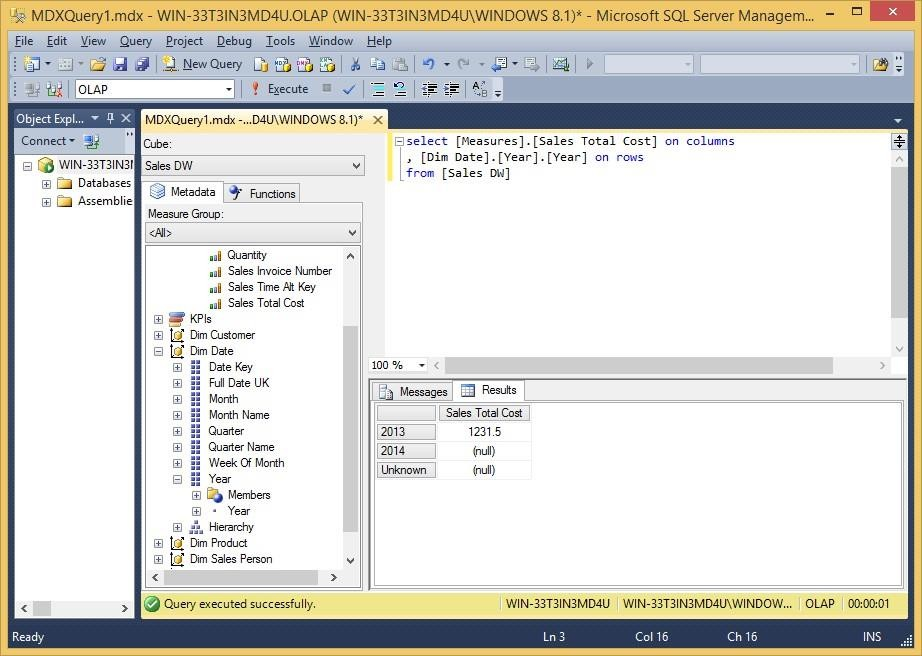 MDXQuery1.mdx - WIN-33T3IN3MD4U.OLAP (WIN-33T3IN3MD4U\WINDOWS 8.1)* - Microsoft SQL Server Managem...
File Edit View Query Project Debug Tools Window Help
New Query
OLAP
Execute
Object Expl...
Connect
WIN-33T3IN3M
Databases
Assemblie
MDXQuery1.mdx -...D4U\WINDOWS 8.1)*
Cube:
Sales DW
Metadata Functions
Measure Group:
<All>
Quantity
Sales Invoice Number
Sales Time Alt Key
Sales Total Cost
KPIs
Dim Customer
Dim Date
Date Key
Full Date UK
Month
Month Name
Quarter
Quarter Name
Week Of Month
Year
Members
Year
Hierarchy
Dim Product
Dim Sales Person
select [Measures].[Sales Total Cost] on columns
, [Dim Date].[Year].[Year] on rows
from [Sales DW]
100 %
Messages Results
Sales Total Cost
2013 1231.5
2014 (null)
Unknown (null)
Query executed successfully. WIN-33T3IN3MD4U WIN-33T3IN3MD4U\WINDOW... OLAP 00:00:01
Ready Ln 3 Col 16 Ch 16 INS